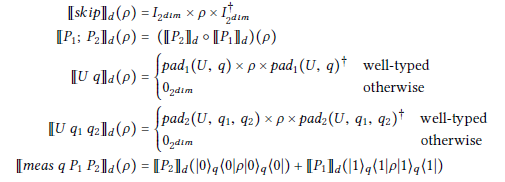 ⟦skip⟧_d(ρ) = I_{2^{dim}} × ρ × I_{2^{dim}}^†
⟦P_1; P_2⟧_d(ρ) = (⟦P_2⟧_d ∘ ⟦P_1⟧_d)(ρ)
⟦U q⟧_d(ρ) = { pad_1(U, q) × ρ × pad_1(U, q)^† well-typed
0_{2^{dim}} otherwise
⟦U q_1 q_2⟧_d(ρ) = { pad_2(U, q_1, q_2) × ρ × pad_2(U, q_1, q_2)^† well-typed
0_{2^{dim}} otherwise
⟦meas q P_1 P_2⟧_d(ρ) = ⟦P_2⟧_d(|0⟩_q⟨0|ρ|0⟩_q⟨0|) + ⟦P_1⟧_d(|1⟩_q⟨1|ρ|1⟩_q⟨1|)